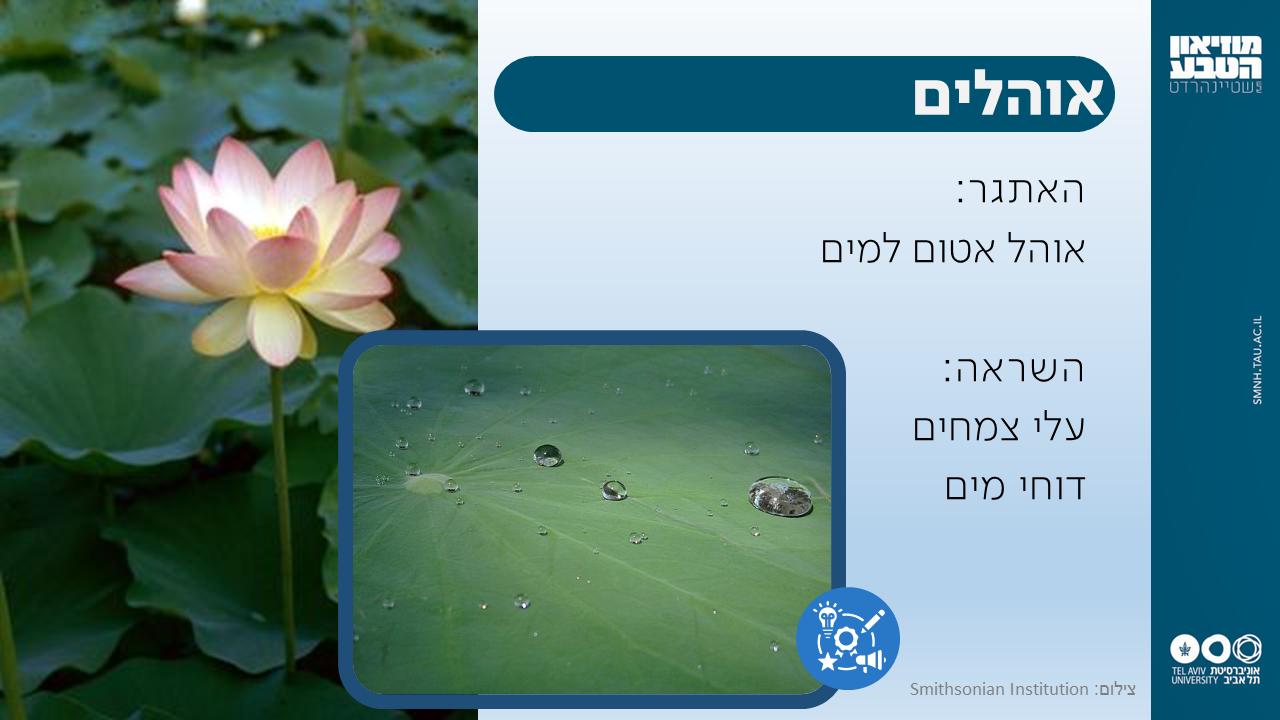 אוהלים
האתגר:
אוהל אטום למים
השראה:
עלי צמחים
דוחי מים
צילום: Smithsonian Institution
מוזיאון
הטבע
שטיינהרדט
SMNH.TAU.AC.IL
TEL AVIV אוניברסיטת
UNIVERSITY תל אביב